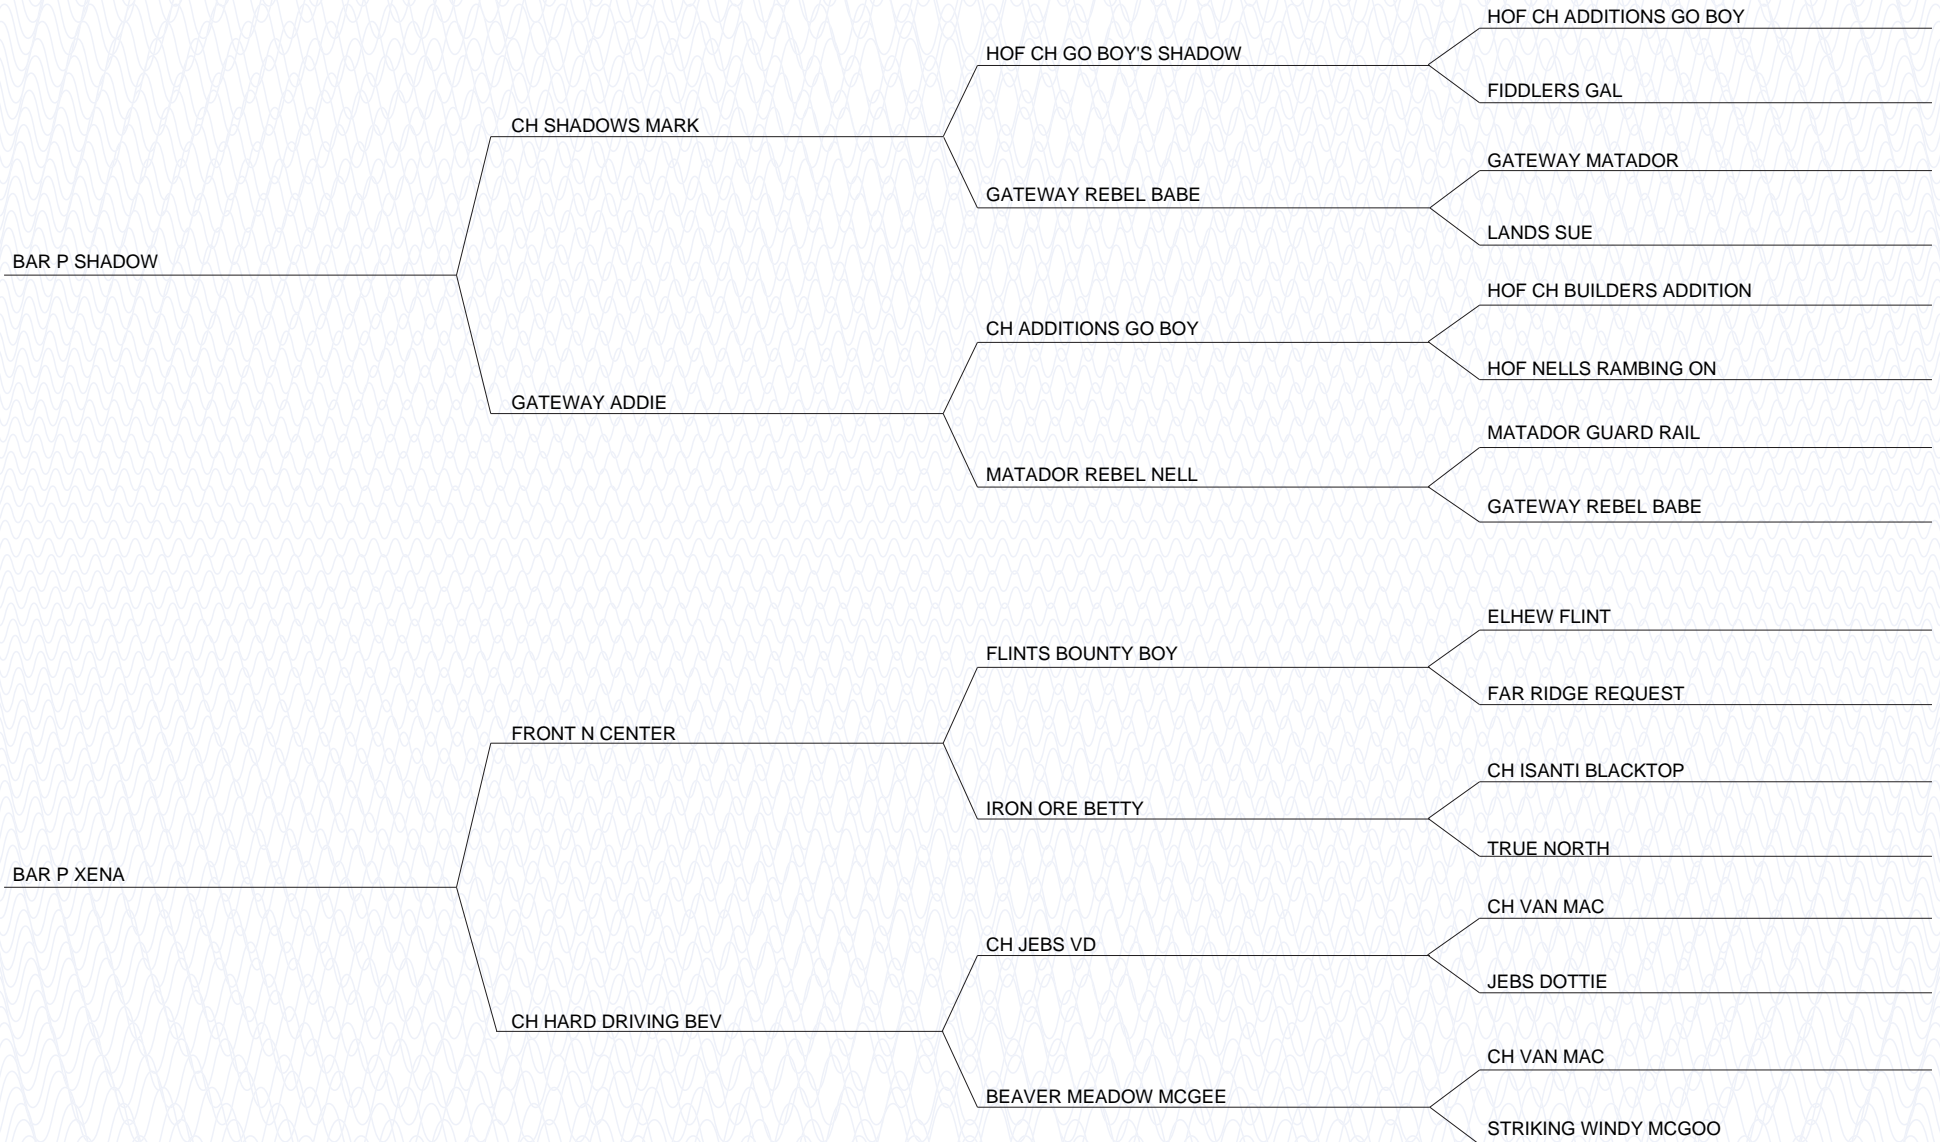 HOF CH ADDITIONS GO BOY
HOF CH GO BOY'S SHADOW
FIDDLERS GAL
CH SHADOWS MARK
GATEWAY MATADOR
GATEWAY REBEL BABE
LANDS SUE
BAR P SHADOW
HOF CH BUILDERS ADDITION
CH ADDITIONS GO BOY
HOF NELLS RAMBING ON
GATEWAY ADDIE
MATADOR GUARD RAIL
MATADOR REBEL NELL
GATEWAY REBEL BABE
ELHEW FLINT
FLINTS BOUNTY BOY
FAR RIDGE REQUEST
FRONT N CENTER
CH ISANTI BLACKTOP
IRON ORE BETTY
TRUE NORTH
BAR P XENA
CH VAN MAC
CH JEBS VD
JEBS DOTTIE
CH HARD DRIVING BEV
CH VAN MAC
BEAVER MEADOW MCGEE
STRIKING WINDY MCGOO